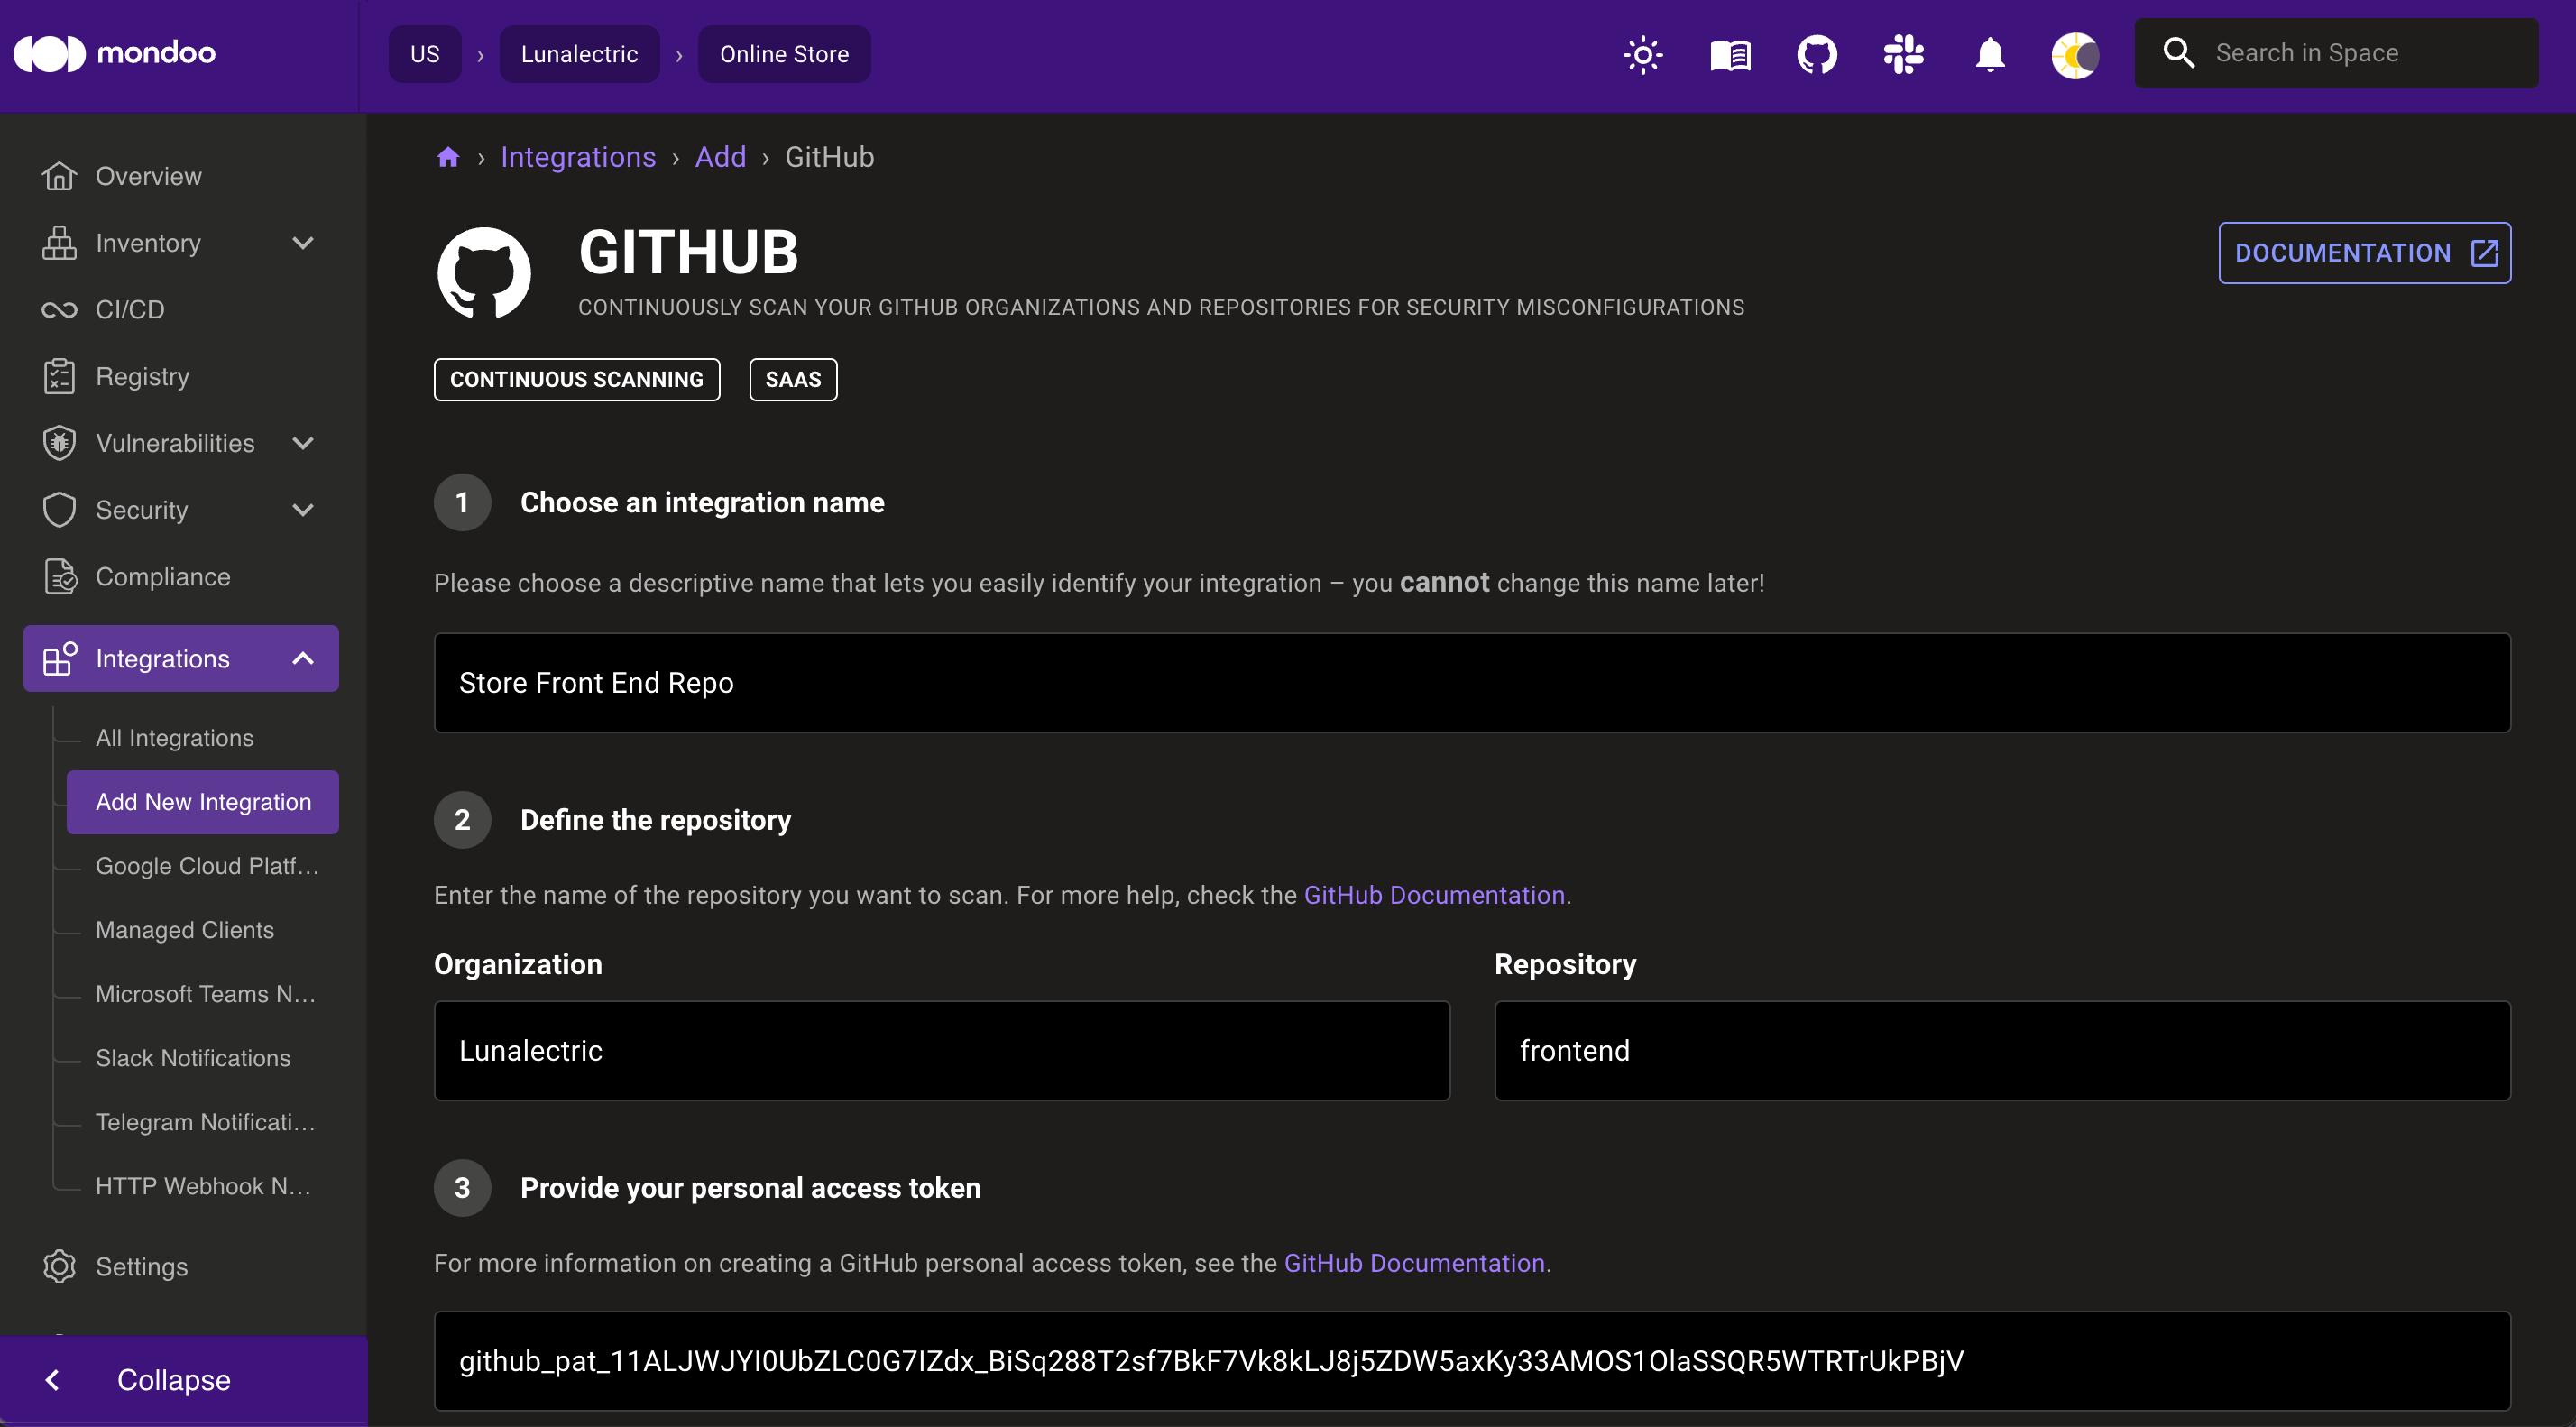 mondoo
US › Lunalectric › Online Store
Search in Space
Overview
Inventory
CI/CD
Registry
Vulnerabilities
Security
Compliance
Integrations
All Integrations
Add New Integration
Google Cloud Platf...
Managed Clients
Microsoft Teams N...
Slack Notifications
Telegram Notificati...
HTTP Webhook N...
Settings
Collapse
› Integrations › Add › GitHub
GITHUB
CONTINUOUSLY SCAN YOUR GITHUB ORGANIZATIONS AND REPOSITORIES FOR SECURITY MISCONFIGURATIONS
DOCUMENTATION
CONTINUOUS SCANNING
SAAS
1 Choose an integration name
Please choose a descriptive name that lets you easily identify your integration – you cannot change this name later!
Store Front End Repo
2 Define the repository
Enter the name of the repository you want to scan. For more help, check the GitHub Documentation.
Organization
Lunalectric
Repository
frontend
3 Provide your personal access token
For more information on creating a GitHub personal access token, see the GitHub Documentation.
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